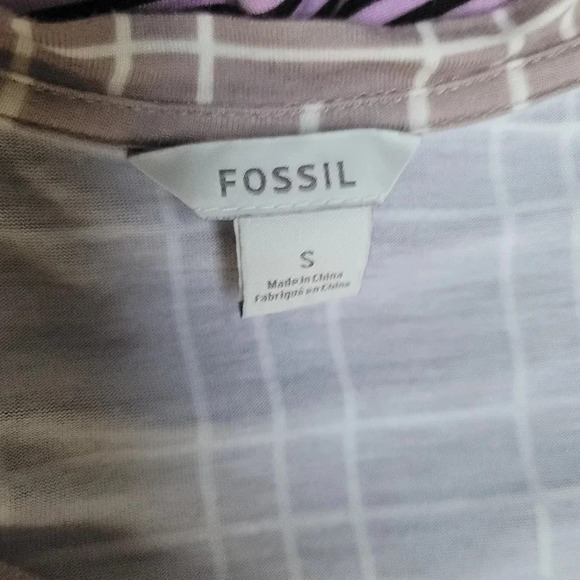 FOSSIL
S
Made in China
Fabriqué en Chine